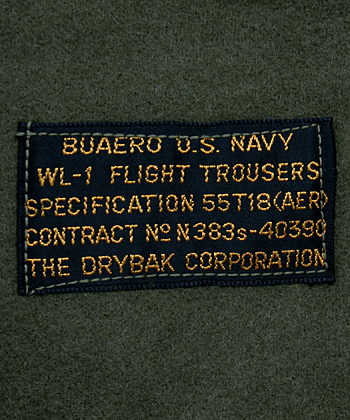 BUAERO U.S. NAVY
WL-1 FLIGHT TROUSERS
SPECIFICATION 55T18(AER)
CONTRACT Nº N383s-40390
THE DRYBAK CORPORATION